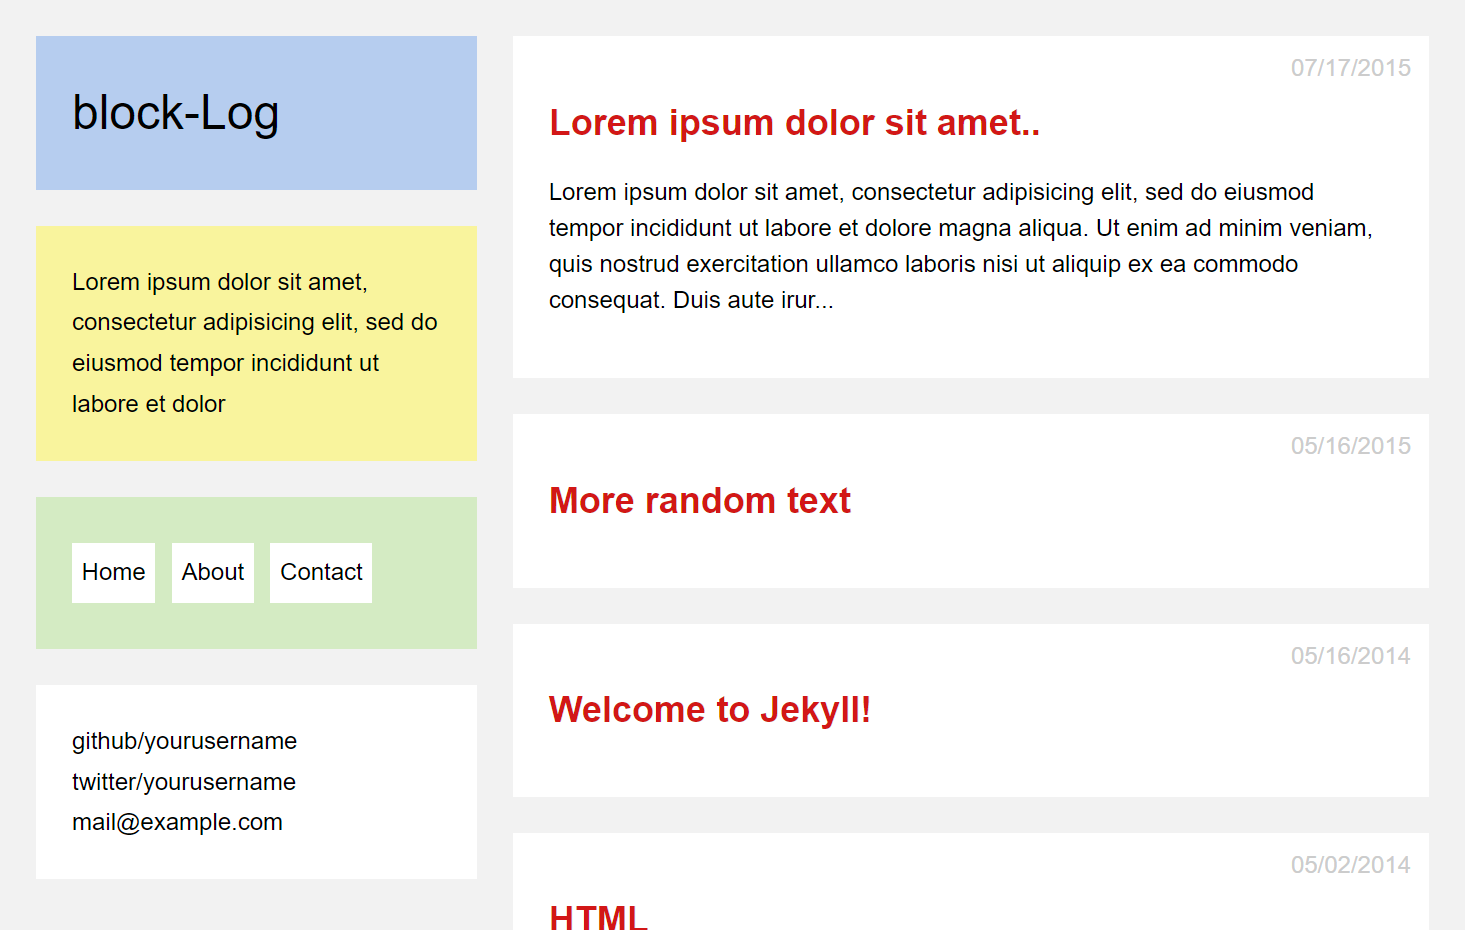 block-Log
Lorem ipsum dolor sit amet,
consectetur adipisicing elit, sed do
eiusmod tempor incididunt ut
labore et dolor
Home About Contact
github/yourusername
twitter/yourusername
mail@example.com
07/17/2015
Lorem ipsum dolor sit amet..
Lorem ipsum dolor sit amet, consectetur adipisicing elit, sed do eiusmod
tempor incididunt ut labore et dolore magna aliqua. Ut enim ad minim veniam,
quis nostrud exercitation ullamco laboris nisi ut aliquip ex ea commodo
consequat. Duis aute irur...
05/16/2015
More random text
05/16/2014
Welcome to Jekyll!
05/02/2014
HTML